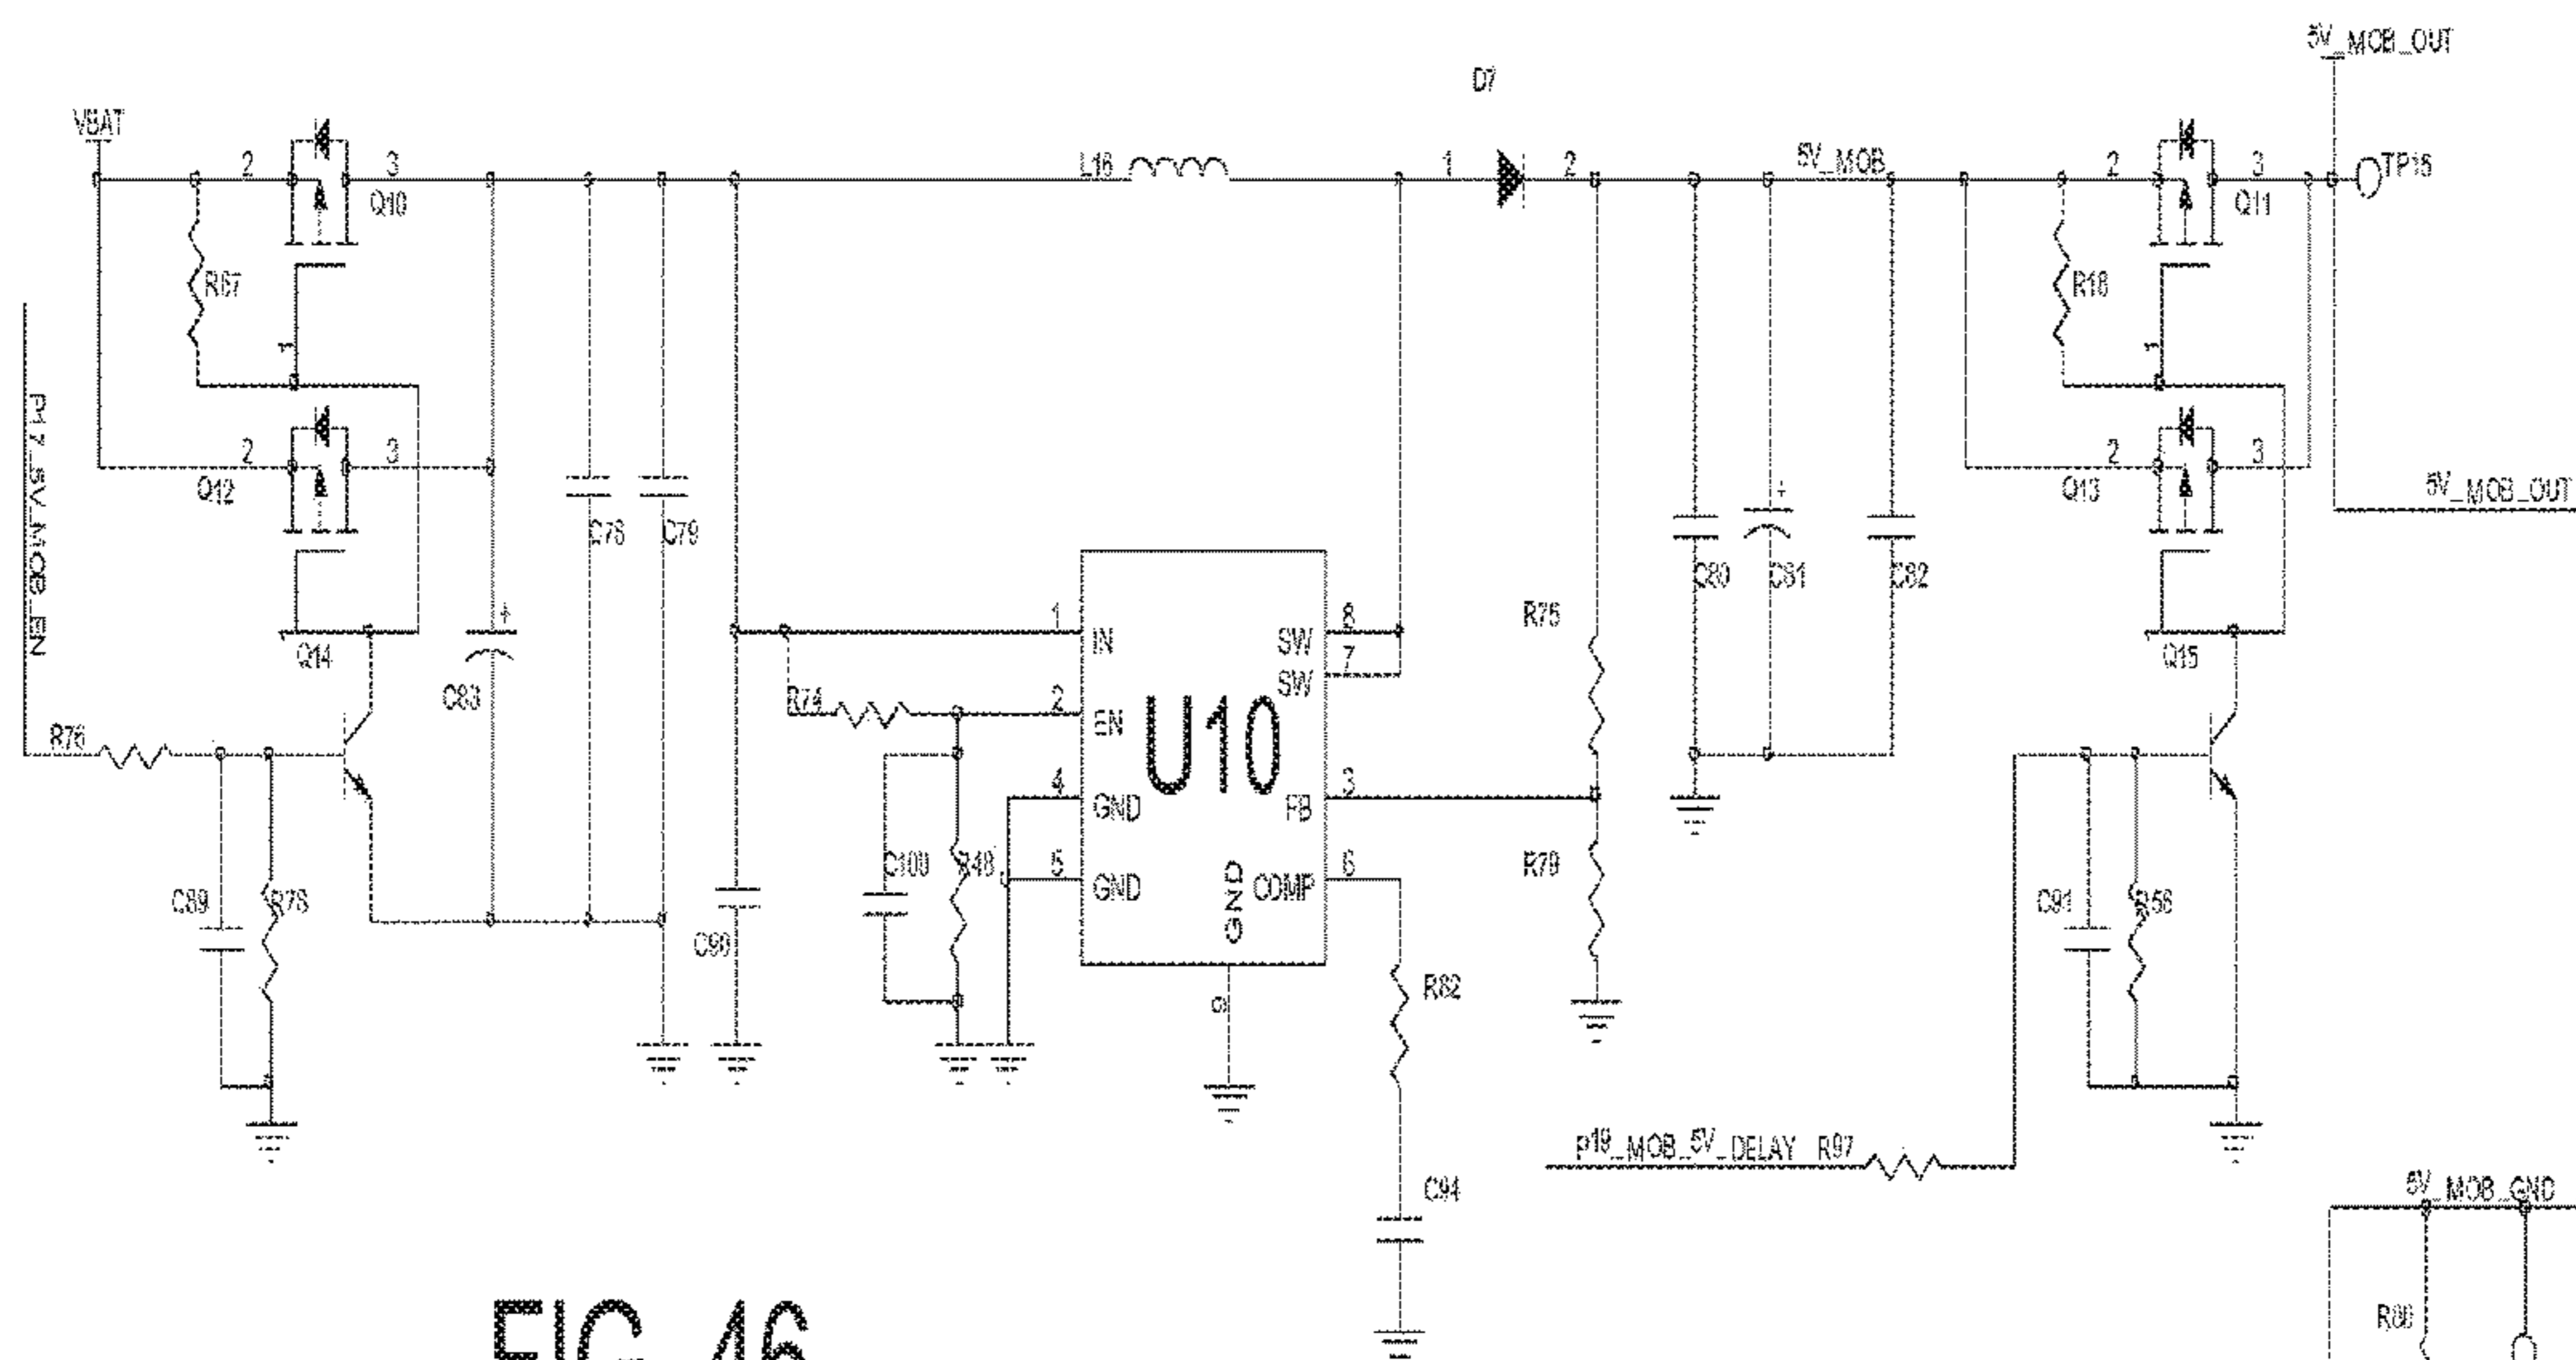 5V_MOB_OUT
D7
VBAT
2
3
Q10
L16
1
2
5V_MOB
2
3
Q11
TP15
R67
1
R18
1
P17_5V_MOB_EN
2
3
Q12
C78
C79
2
3
Q13
5V_MOB_OUT
C80
C81
C82
+
+
Q14
C83
1
IN
SW
8
SW
7
R75
Q15
R76
R74
2
EN
U10
4
GND
FB
3
5
GND
GND
COMP
6
R79
C89
R78
C90
C100
R48
9
R82
C91
R56
P19_MOB_5V_DELAY
R97
C94
5V_MOB_GND
FIG. 46